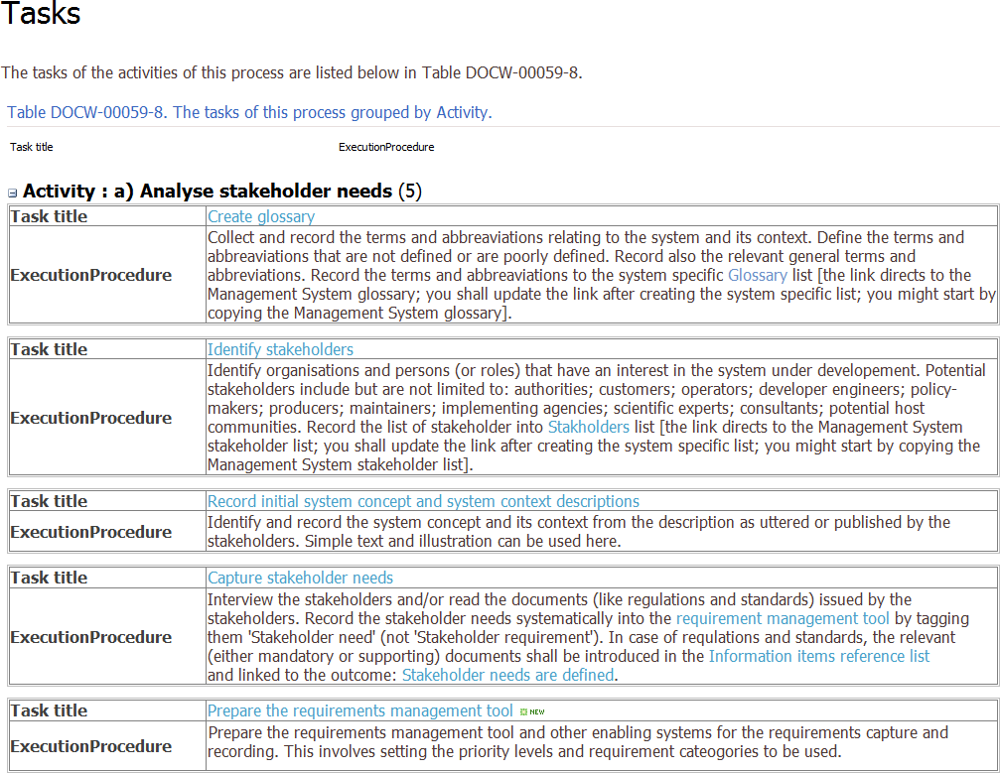 Tasks
The tasks of the activities of this process are listed below in Table DOCW-00059-8.
Table DOCW-00059-8. The tasks of this process grouped by Activity.
Task title ExecutionProcedure
Activity : a) Analyse stakeholder needs (5)
Task title Create glossary
ExecutionProcedure
Collect and record the terms and abbreaviations relating to the system and its context. Define the terms and
abbreaviations that are not defined or are poorly defined. Record also the relevant general terms and
abbreviations. Record the terms and abbreaviations to the system specific Glossary list [the link directs to the
Management System glossary; you shall update the link after creating the system specific list; you might start by
copying the Management System glossary].
Task title Identify stakeholders
ExecutionProcedure
Identify organisations and persons (or roles) that have an interest in the system under developement. Potential
stakeholders include but are not limited to: authorities; customers; operators; developer engineers; policy-
makers; producers; maintainers; implementing agencies; scientific experts; consultants; potential host
communities. Record the list of stakeholder into Stakholders list [the link directs to the Management System
stakeholder list; you shall update the link after creating the system specific list; you might start by copying the
Management System stakeholder list].
Task title Record initial system concept and system context descriptions
ExecutionProcedure
Identify and record the system concept and its context from the description as uttered or published by the
stakeholders. Simple text and illustration can be used here.
Task title Capture stakeholder needs
ExecutionProcedure
Interview the stakeholders and/or read the documents (like regulations and standards) issued by the
stakeholders. Record the stakeholder needs systematically into the requirement management tool by tagging
them 'Stakeholder need' (not 'Stakeholder requirement'). In case of requlations and standards, the relevant
(either mandatory or supporting) documents shall be introduced in the Information items reference list
and linked to the outcome: Stakeholder needs are defined.
Task title Prepare the requirements management tool NEW
ExecutionProcedure
Prepare the requirements management tool and other enabling systems for the requirements capture and
recording. This involves setting the priority levels and requirement cateogories to be used.